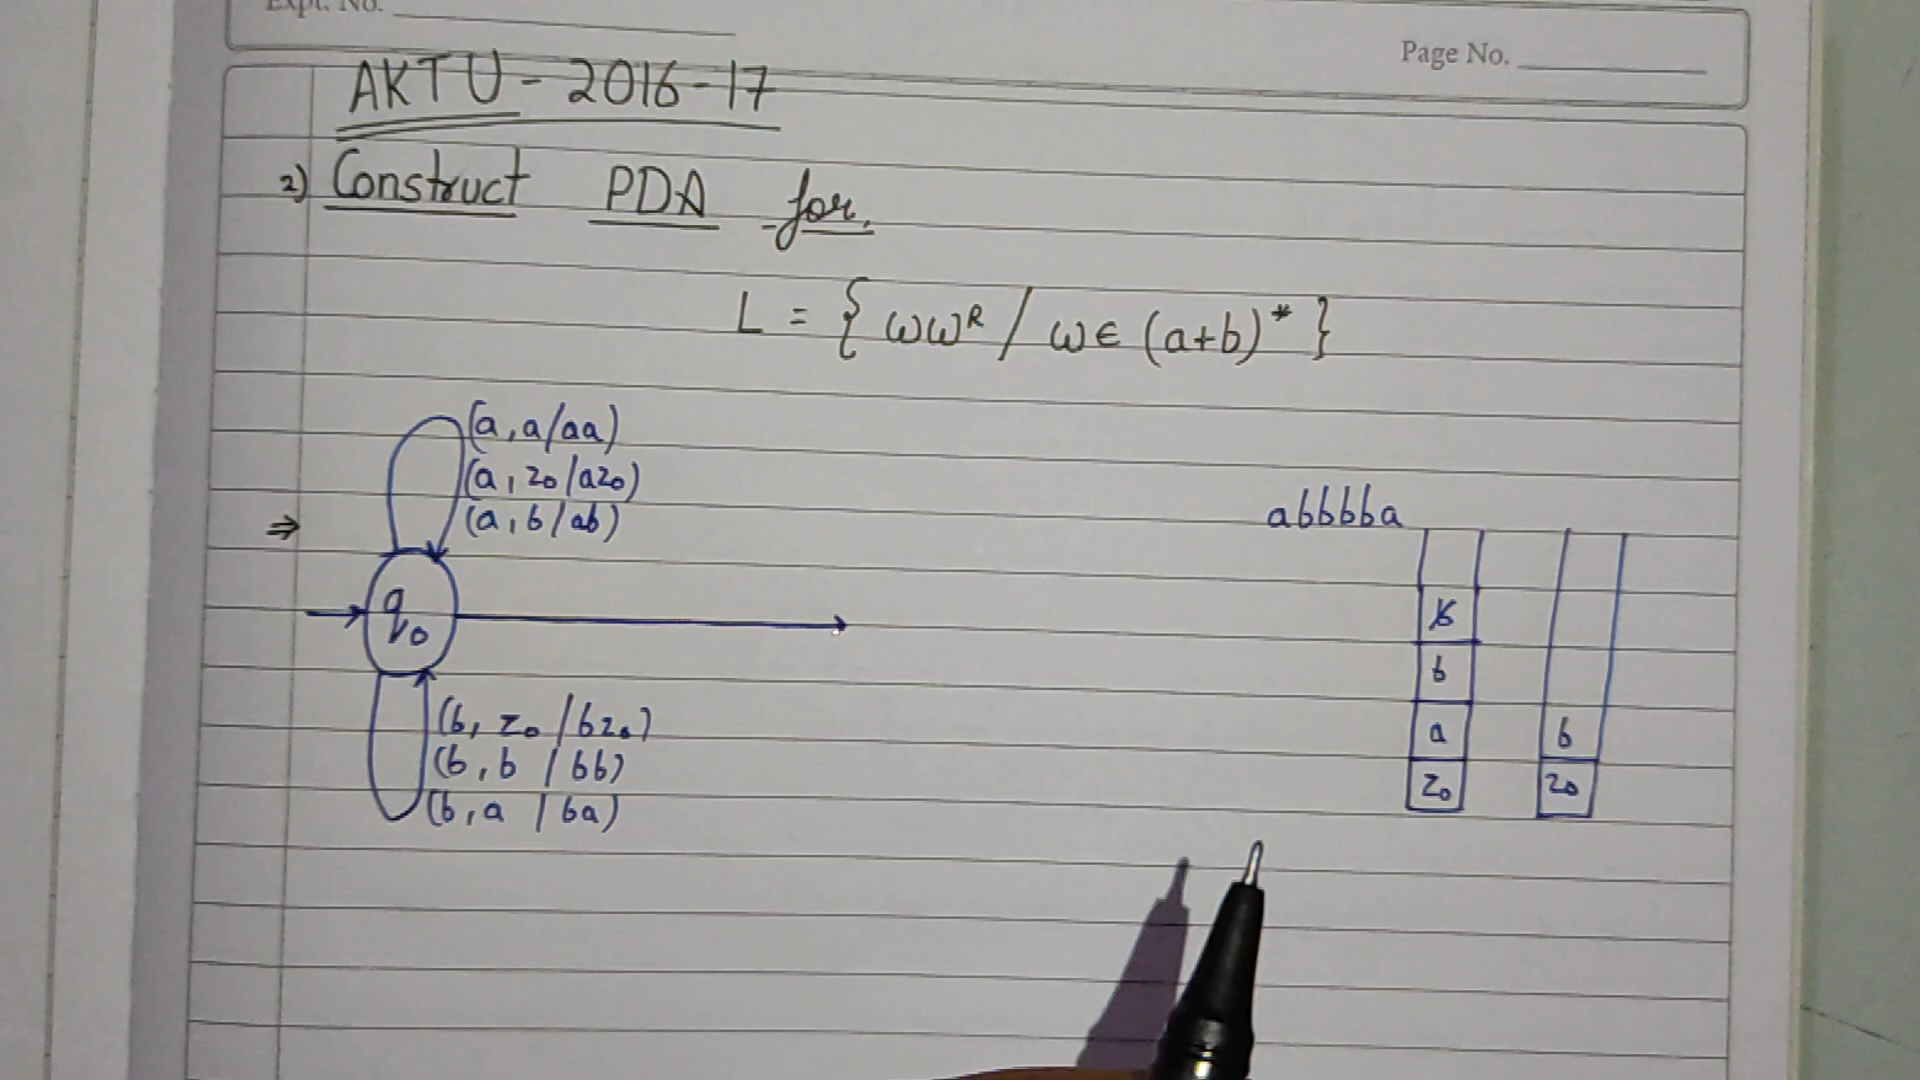 Expt. No.
Page No.
AKTU - 2016-17
2) Construct PDA for.
L = { ωωᴿ / ω ∈ (a+b)* }
(a, a/aa)
(a, z₀/az₀)
(a, b/ab)
⇒
q₀
(b, z₀/bz₀)
(b, b/bb)
(b, a/ba)
abbbba
b
b
a
z₀
b
z₀